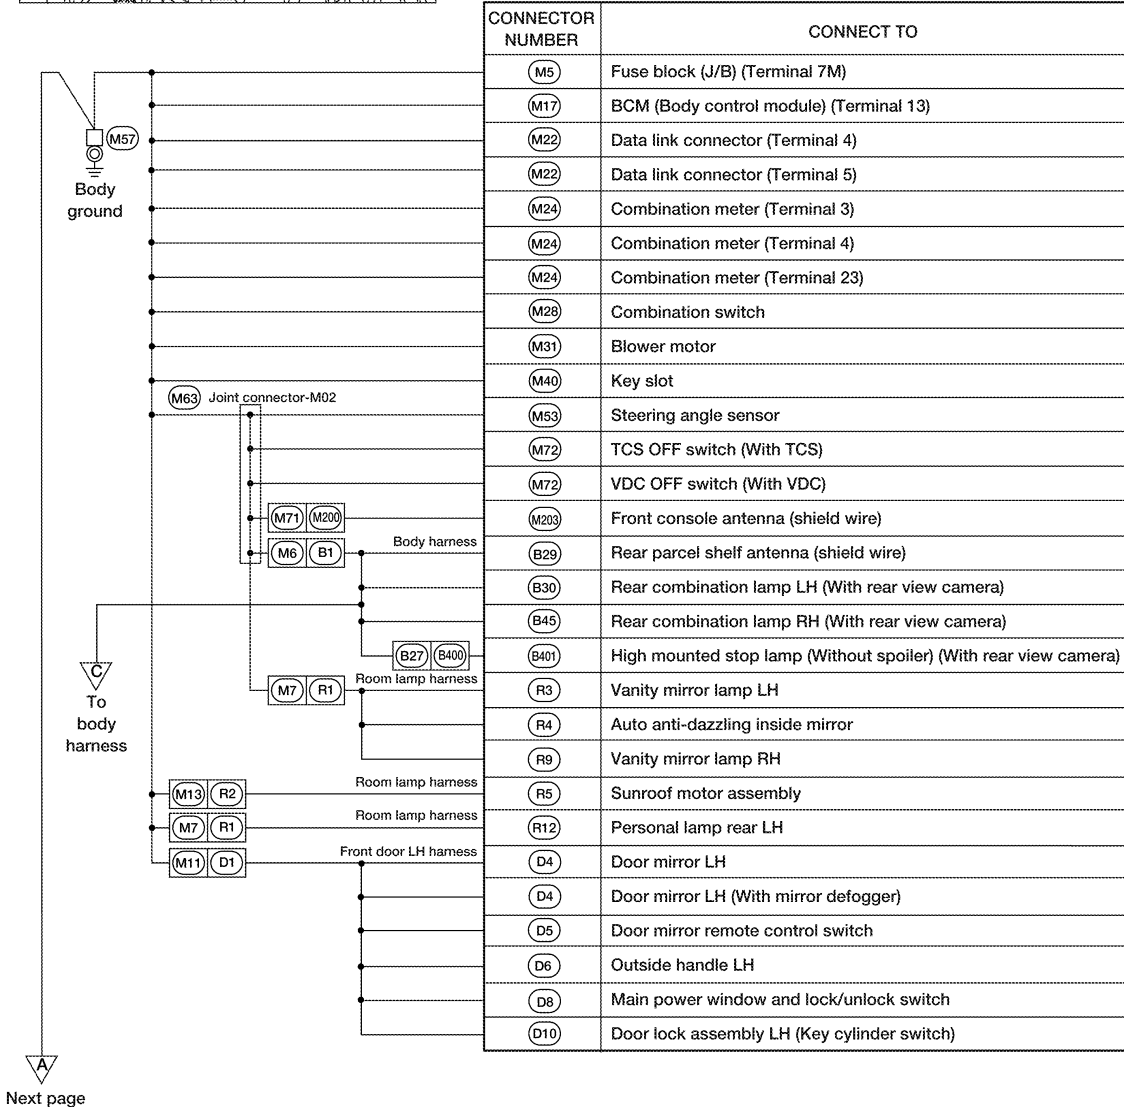 CONNECTOR NUMBER CONNECT TO
M5 Fuse block (J/B) (Terminal 7M)
M17 BCM (Body control module) (Terminal 13)
M57
M22 Data link connector (Terminal 4)
M22 Data link connector (Terminal 5)
Body
ground
M24 Combination meter (Terminal 3)
M24 Combination meter (Terminal 4)
M24 Combination meter (Terminal 23)
M28 Combination switch
M31 Blower motor
M40 Key slot
M63 Joint connector-M02
M53 Steering angle sensor
M72 TCS OFF switch (With TCS)
M72 VDC OFF switch (With VDC)
M71 M200 M203 Front console antenna (shield wire)
M6 B1 Body harness B29 Rear parcel shelf antenna (shield wire)
B30 Rear combination lamp LH (With rear view camera)
B45 Rear combination lamp RH (With rear view camera)
B27 B400 B401 High mounted stop lamp (Without spoiler) (With rear view camera)
C
To
body
harness
M7 R1 Room lamp harness R3 Vanity mirror lamp LH
R4 Auto anti-dazzling inside mirror
R9 Vanity mirror lamp RH
M13 R2 Room lamp harness R5 Sunroof motor assembly
M7 R1 Room lamp harness R12 Personal lamp rear LH
M11 D1 Front door LH harness D4 Door mirror LH
D4 Door mirror LH (With mirror defogger)
D5 Door mirror remote control switch
D6 Outside handle LH
D8 Main power window and lock/unlock switch
D10 Door lock assembly LH (Key cylinder switch)
A
Next page